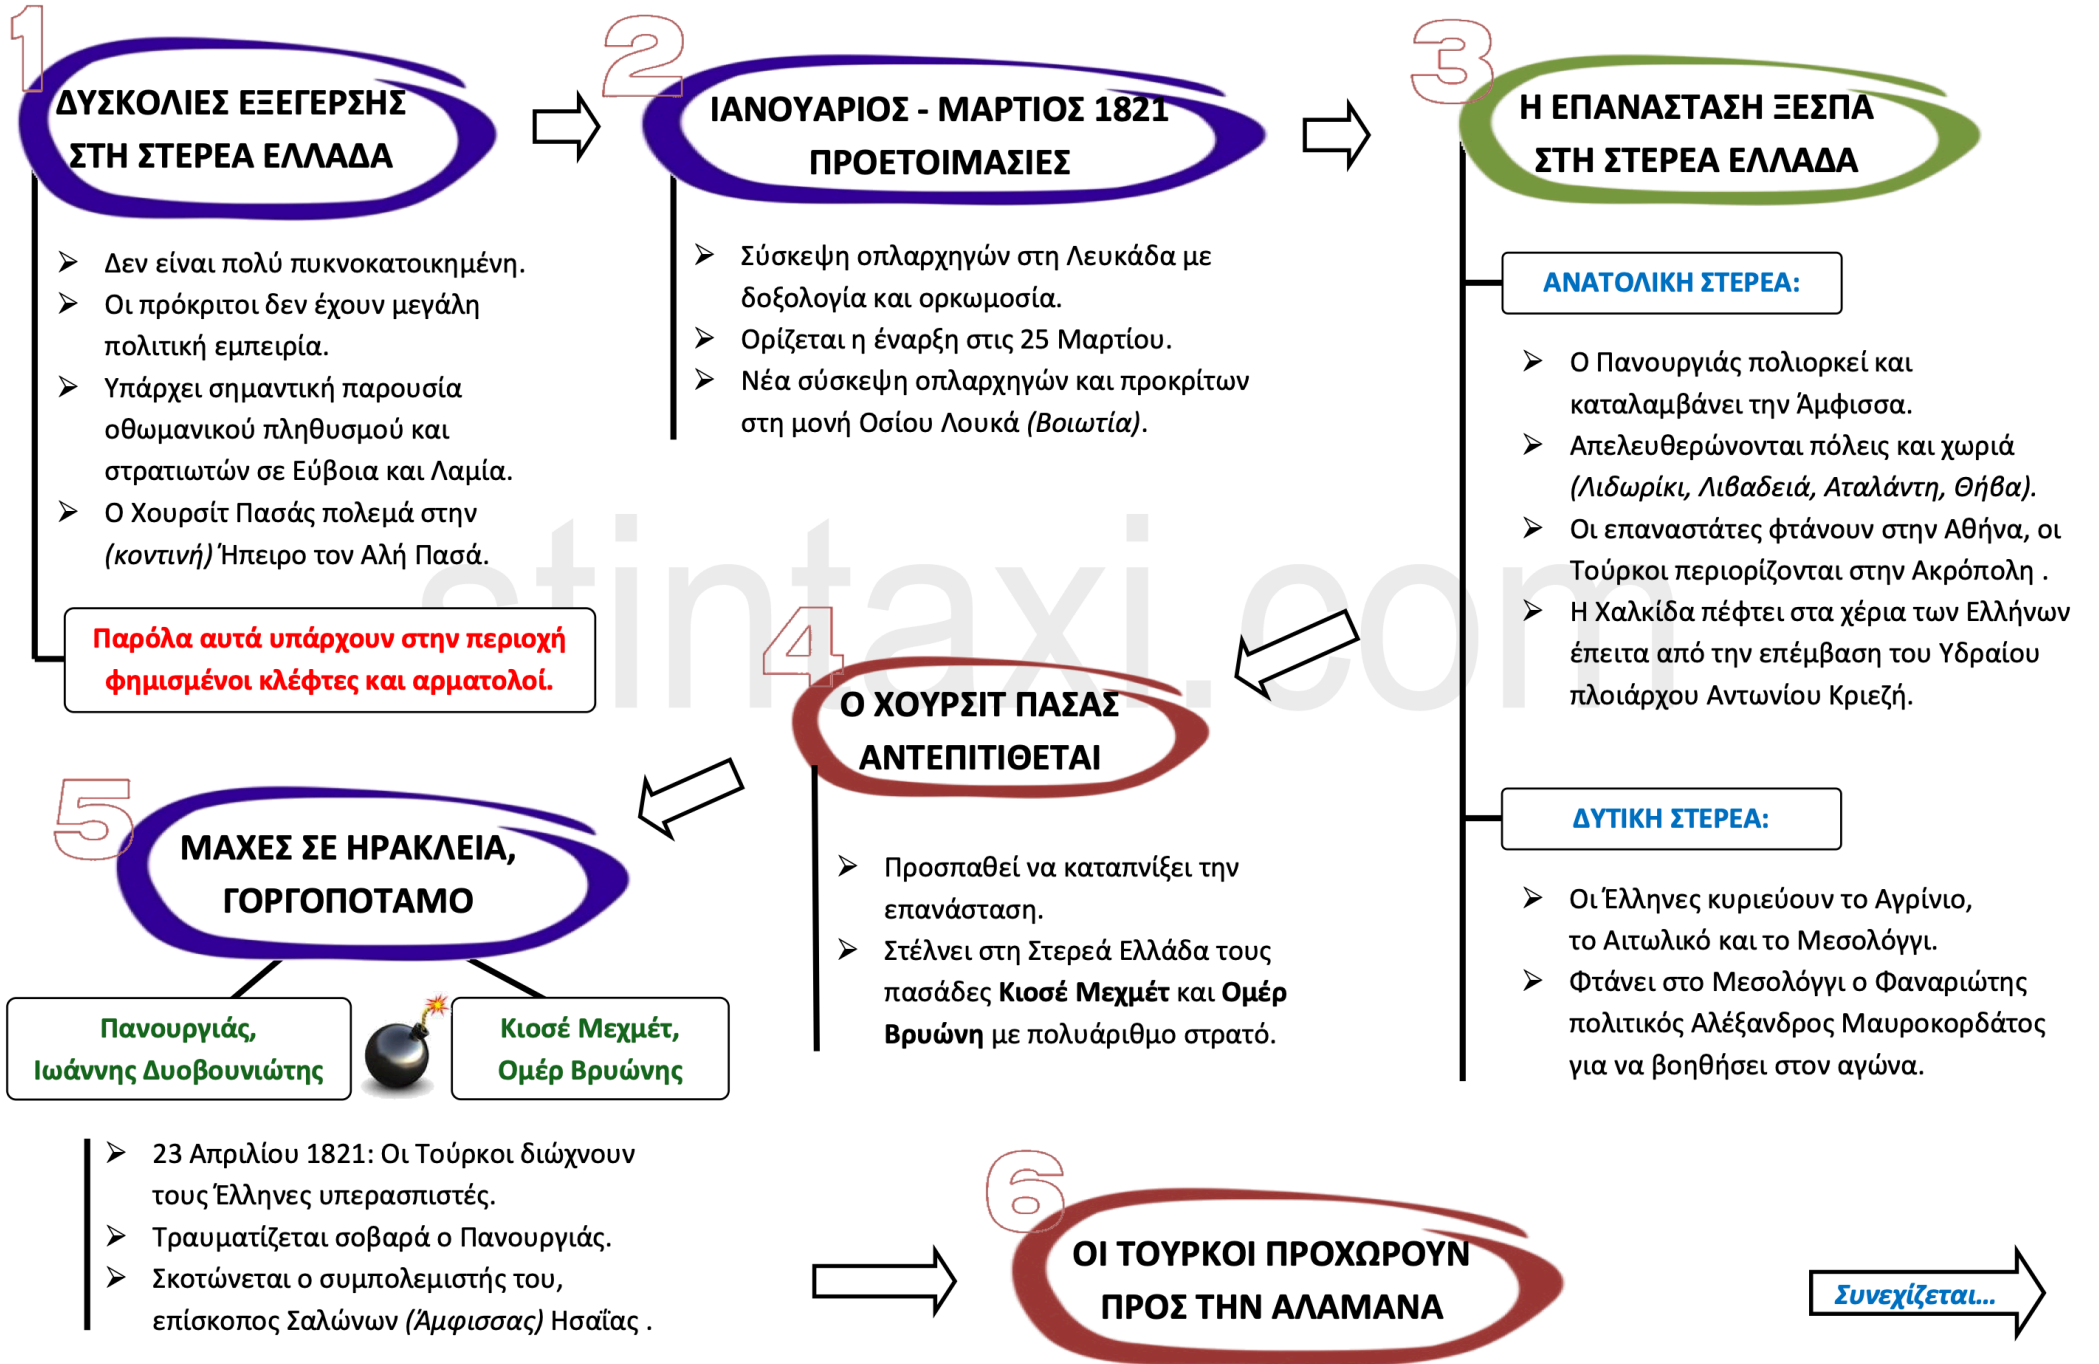 1
ΔΥΣΚΟΛΙΕΣ ΕΞΕΓΕΡΣΗΣ
ΣΤΗ ΣΤΕΡΕΑ ΕΛΛΑΔΑ
Δεν είναι πολύ πυκνοκατοικημένη.
Οι πρόκριτοι δεν έχουν μεγάλη
πολιτική εμπειρία.
Υπάρχει σημαντική παρουσία
οθωμανικού πληθυσμού και
στρατιωτών σε Εύβοια και Λαμία.
Ο Χουρσίτ Πασάς πολεμά στην
(κοντινή) Ήπειρο τον Αλή Πασά.
Παρόλα αυτά υπάρχουν στην περιοχή
φημισμένοι κλέφτες και αρματολοί.
2
ΙΑΝΟΥΑΡΙΟΣ - ΜΑΡΤΙΟΣ 1821
ΠΡΟΕΤΟΙΜΑΣΙΕΣ
Σύσκεψη οπλαρχηγών στη Λευκάδα με
δοξολογία και ορκωμοσία.
Ορίζεται η έναρξη στις 25 Μαρτίου.
Νέα σύσκεψη οπλαρχηγών και προκρίτων
στη μονή Οσίου Λουκά (Βοιωτία).
3
Η ΕΠΑΝΑΣΤΑΣΗ ΞΕΣΠΑ
ΣΤΗ ΣΤΕΡΕΑ ΕΛΛΑΔΑ
ΑΝΑΤΟΛΙΚΗ ΣΤΕΡΕΑ:
Ο Πανουργιάς πολιορκεί και
καταλαμβάνει την Άμφισσα.
Απελευθερώνονται πόλεις και χωριά
(Λιδωρίκι, Λιβαδειά, Αταλάντη, Θήβα).
Οι επαναστάτες φτάνουν στην Αθήνα, οι
Τούρκοι περιορίζονται στην Ακρόπολη .
Η Χαλκίδα πέφτει στα χέρια των Ελλήνων
έπειτα από την επέμβαση του Υδραίου
πλοιάρχου Αντωνίου Κριεζή.
ΔΥΤΙΚΗ ΣΤΕΡΕΑ:
Οι Έλληνες κυριεύουν το Αγρίνιο,
το Αιτωλικό και το Μεσολόγγι.
Φτάνει στο Μεσολόγγι ο Φαναριώτης
πολιτικός Αλέξανδρος Μαυροκορδάτος
για να βοηθήσει στον αγώνα.
stintaxi.com
4
Ο ΧΟΥΡΣΙΤ ΠΑΣΑΣ
ΑΝΤΕΠΙΤΙΘΕΤΑΙ
Προσπαθεί να καταπνίξει την
επανάσταση.
Στέλνει στη Στερεά Ελλάδα τους
πασάδες Κιοσέ Μεχμέτ και Ομέρ
Βρυώνη με πολυάριθμο στρατό.
5
ΜΑΧΕΣ ΣΕ ΗΡΑΚΛΕΙΑ,
ΓΟΡΓΟΠΟΤΑΜΟ
Πανουργιάς,
Ιωάννης Δυοβουνιώτης
Κιοσέ Μεχμέτ,
Ομέρ Βρυώνης
23 Απριλίου 1821: Οι Τούρκοι διώχνουν
τους Έλληνες υπερασπιστές.
Τραυματίζεται σοβαρά ο Πανουργιάς.
Σκοτώνεται ο συμπολεμιστής του,
επίσκοπος Σαλώνων (Άμφισσας) Ησαΐας .
6
ΟΙ ΤΟΥΡΚΟΙ ΠΡΟΧΩΡΟΥΝ
ΠΡΟΣ ΤΗΝ ΑΛΑΜΑΝΑ
Συνεχίζεται...